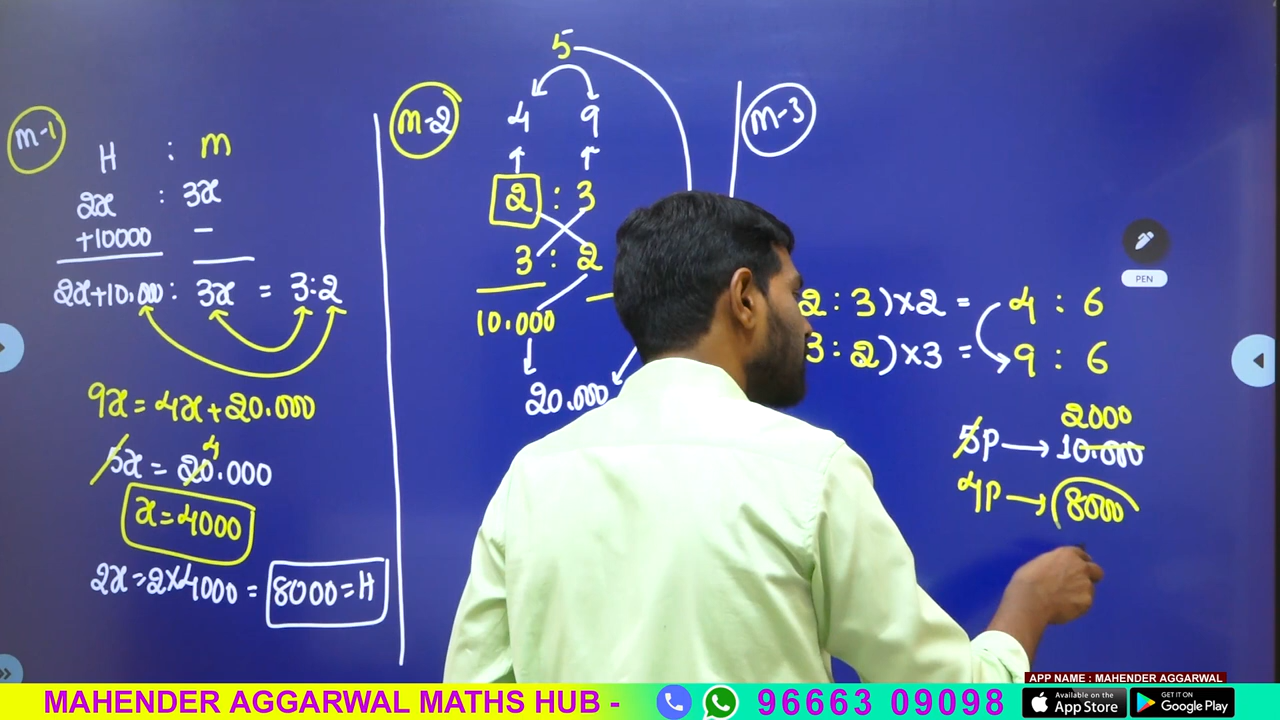 m-1
H : m
2x : 3x
+10000 -
2x+10.000 : 3x = 3:2
9x = 4x+20.000
5x = 20.000
4
x = 4000
2x = 2x4000 = 8000 = H
m-2
5
4 9
2 : 3
3 : 2
10.000 -
20.000
m-3
2 : 3)x2 = 4 : 6
3 : 2)x3 = 9 : 6
2000
5P → 10.000
4P → 8000
PEN
APP NAME : MAHENDER AGGARWAL
MAHENDER AGGARWAL MATHS HUB - 96663 09098
Available on the App Store
GET IT ON Google Play